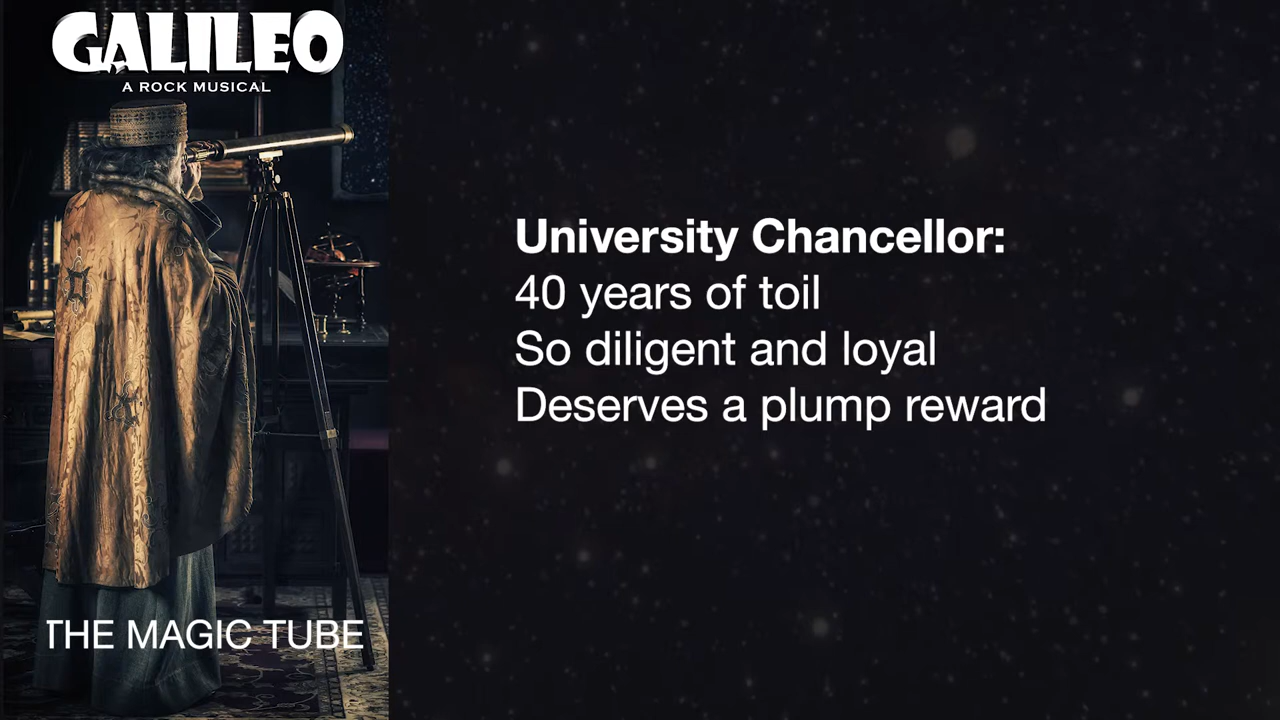 GALILEO
A ROCK MUSICAL
THE MAGIC TUBE
University Chancellor:
40 years of toil
So diligent and loyal
Deserves a plump reward